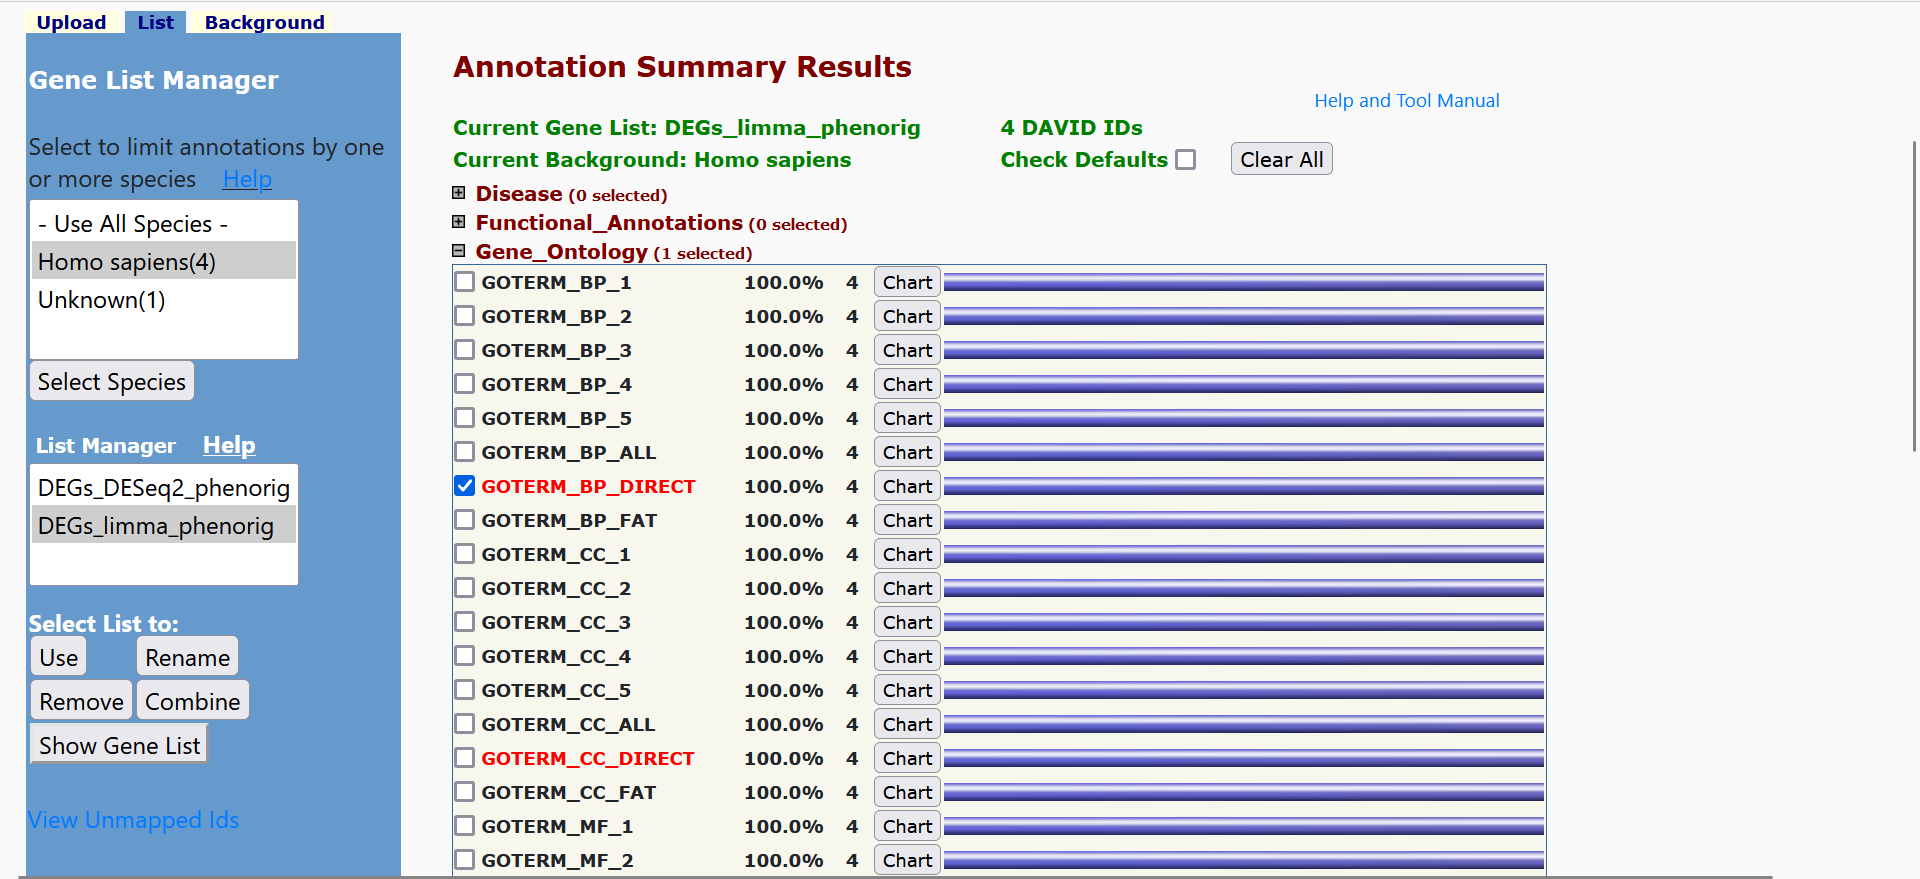 Upload List Background
Gene List Manager
Select to limit annotations by one
or more species Help
- Use All Species -
Homo sapiens(4)
Unknown(1)
Select Species
List Manager Help
DEGs_DESeq2_phenorig
DEGs_limma_phenorig
Select List to:
Use Rename
Remove Combine
Show Gene List
View Unmapped Ids
Annotation Summary Results
Help and Tool Manual
Current Gene List: DEGs_limma_phenorig 4 DAVID IDs
Current Background: Homo sapiens Check Defaults Clear All
Disease (0 selected)
Functional_Annotations (0 selected)
Gene_Ontology (1 selected)
GOTERM_BP_1 100.0% 4 Chart
GOTERM_BP_2 100.0% 4 Chart
GOTERM_BP_3 100.0% 4 Chart
GOTERM_BP_4 100.0% 4 Chart
GOTERM_BP_5 100.0% 4 Chart
GOTERM_BP_ALL 100.0% 4 Chart
GOTERM_BP_DIRECT 100.0% 4 Chart
GOTERM_BP_FAT 100.0% 4 Chart
GOTERM_CC_1 100.0% 4 Chart
GOTERM_CC_2 100.0% 4 Chart
GOTERM_CC_3 100.0% 4 Chart
GOTERM_CC_4 100.0% 4 Chart
GOTERM_CC_5 100.0% 4 Chart
GOTERM_CC_ALL 100.0% 4 Chart
GOTERM_CC_DIRECT 100.0% 4 Chart
GOTERM_CC_FAT 100.0% 4 Chart
GOTERM_MF_1 100.0% 4 Chart
GOTERM_MF_2 100.0% 4 Chart